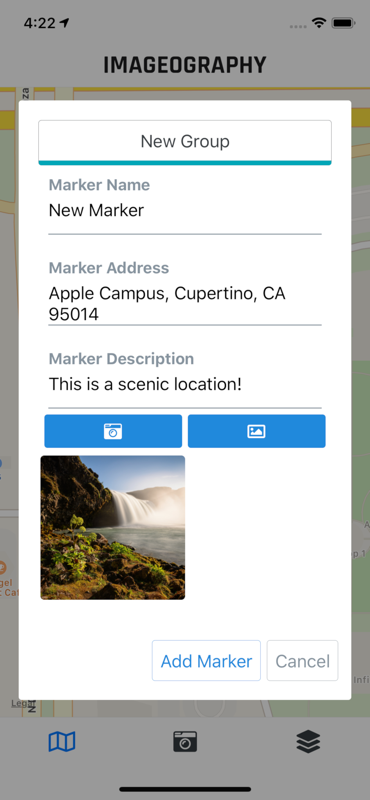 4:22
IMAGEOGRAPHY
New Group
Marker Name
New Marker
Marker Address
Apple Campus, Cupertino, CA
95014
Marker Description
This is a scenic location!
Add Marker
Cancel
Legal